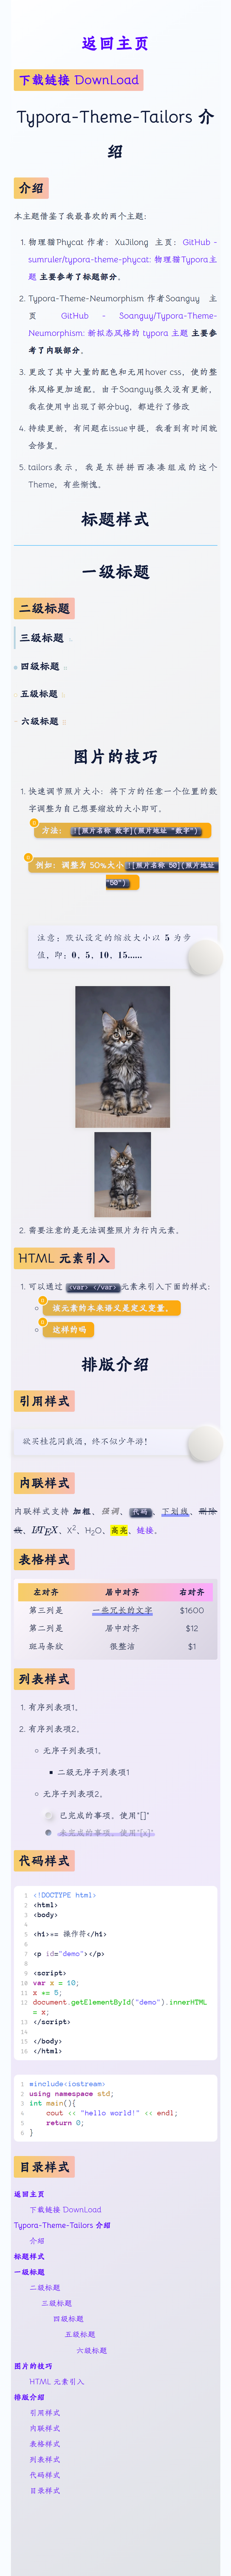 返回主页
下载链接 DownLoad
Typora-Theme-Tailors 介
绍
介绍
本主题借鉴了我最喜欢的两个主题：
1. 物理猫Phycat 作者：XuJilong 主页：GitHub -
sumruler/typora-theme-phycat: 物理猫Typora主
题 主要参考了标题部分。
2. Typora-Theme-Neumorphism 作者Soanguy 主
页 GitHub - Soanguy/Typora-Theme-
Neumorphism: 新拟态风格的 typora 主题 主要参
考了内联部分。
3. 更改了其中大量的配色和无用hover css，使的整
体风格更加适配。由于Soanguy很久没有更新，
我在使用中出现了部分bug，都进行了修改
4. 持续更新，有问题在issue中提，我看到有时间就
会修复。
5. tailors表示，我是东拼拼西凑凑组成的这个
Theme，有些惭愧。
标题样式
一级标题
二级标题
三级标题
四级标题
五级标题
六级标题
图片的技巧
1. 快速调节照片大小：将下方的任意一个位置的数
字调整为自己想要缩放的大小即可。
方法： ![照片名称 数字](照片地址 "数字")
例如：调整为 50%大小 ![照片名称 50](照片地址
"50")
注意：默认设定的缩放大小以 5 为步
值，即：0，5，10，15……
2. 需要注意的是无法调整照片为行内元素。
HTML 元素引入
1. 可以通过 <var> </var> 元素来引入下面的样式：
该元素的本来语义是定义变量。
这样的吗
排版介绍
引用样式
欲买桂花同载酒，终不似少年游！
内联样式
内联样式支持 加粗、强调、代码、下划线、删除
线、LATEX、X2、H2O、高亮、链接。
表格样式
左对齐 居中对齐 右对齐
第三列是 一些冗长的文字 $1600
第二列是 居中对齐 $12
斑马条纹 很整洁 $1
列表样式
1. 有序列表项1。
2. 有序列表项2。
无序子列表项1。
二级无序子列表项1
无序子列表项2。
已完成的事项，使用"[]"
未完成的事项，使用"[x]"
代码样式
1 <!DOCTYPE html>
2 <html>
3 <body>
4
5 <h1>+= 操作符</h1>
6
7 <p id="demo"></p>
8
9 <script>
10 var x = 10;
11 x += 5;
12 document.getElementById("demo").innerHTML
= x;
13 </script>
14
15 </body>
16 </html>
1 #include<iostream>
2 using namespace std;
3 int main(){
4 cout << "hello world!" << endl;
5 return 0;
6 }
目录样式
返回主页
下载链接 DownLoad
Typora-Theme-Tailors 介绍
介绍
标题样式
一级标题
二级标题
三级标题
四级标题
五级标题
六级标题
图片的技巧
HTML 元素引入
排版介绍
引用样式
内联样式
表格样式
列表样式
代码样式
目录样式